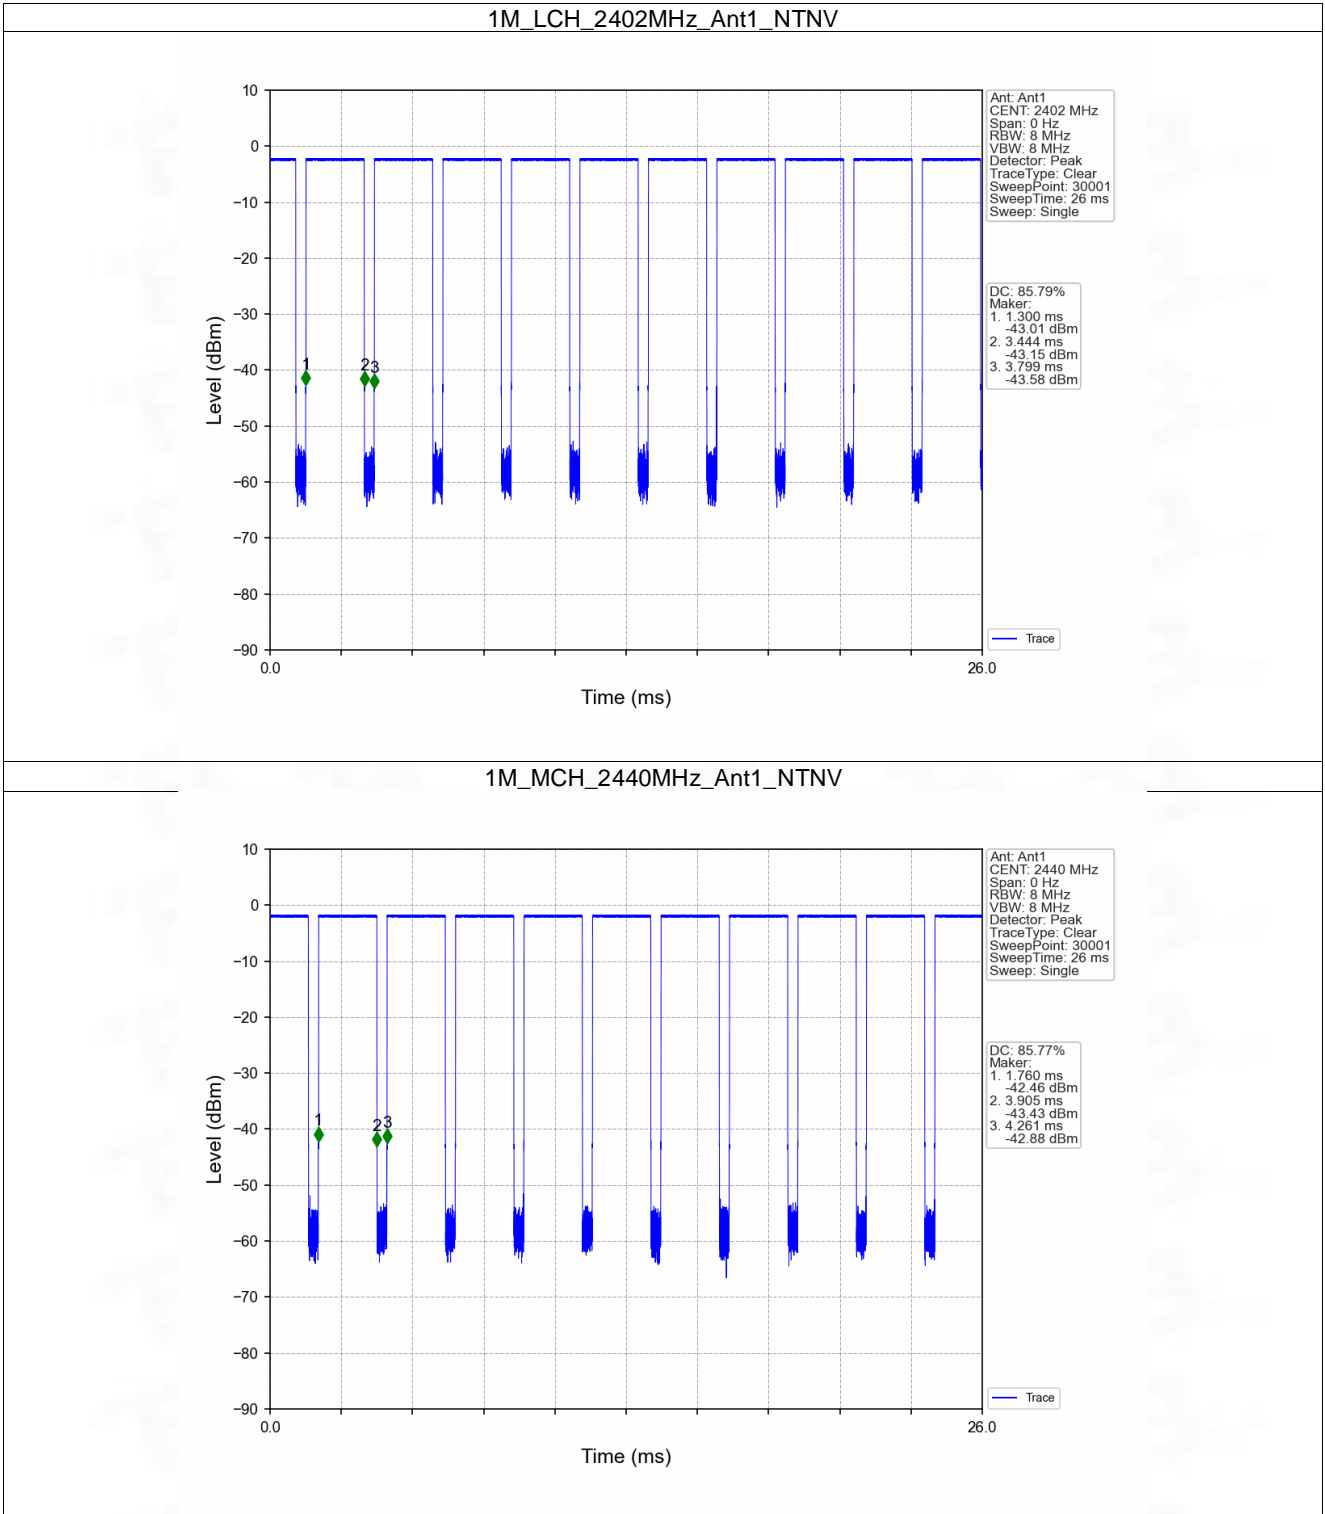 1M_LCH_2402MHz_Ant1_NTNV
10
0
−10
−20
−30
−40
−50
−60
−70
−80
−90
Level (dBm)
1
2
3
0.0
26.0
Time (ms)
Ant: Ant1
CENT: 2402 MHz
Span: 0 Hz
RBW: 8 MHz
VBW: 8 MHz
Detector: Peak
TraceType: Clear
SweepPoint: 30001
SweepTime: 26 ms
Sweep: Single
DC: 85.79%
Maker:
1. 1.300 ms
-43.01 dBm
2. 3.444 ms
-43.15 dBm
3. 3.799 ms
-43.58 dBm
Trace
1M_MCH_2440MHz_Ant1_NTNV
10
0
−10
−20
−30
−40
−50
−60
−70
−80
−90
Level (dBm)
1
2
3
0.0
26.0
Time (ms)
Ant: Ant1
CENT: 2440 MHz
Span: 0 Hz
RBW: 8 MHz
VBW: 8 MHz
Detector: Peak
TraceType: Clear
SweepPoint: 30001
SweepTime: 26 ms
Sweep: Single
DC: 85.77%
Maker:
1. 1.760 ms
-42.46 dBm
2. 3.905 ms
-43.43 dBm
3. 4.261 ms
-42.88 dBm
Trace